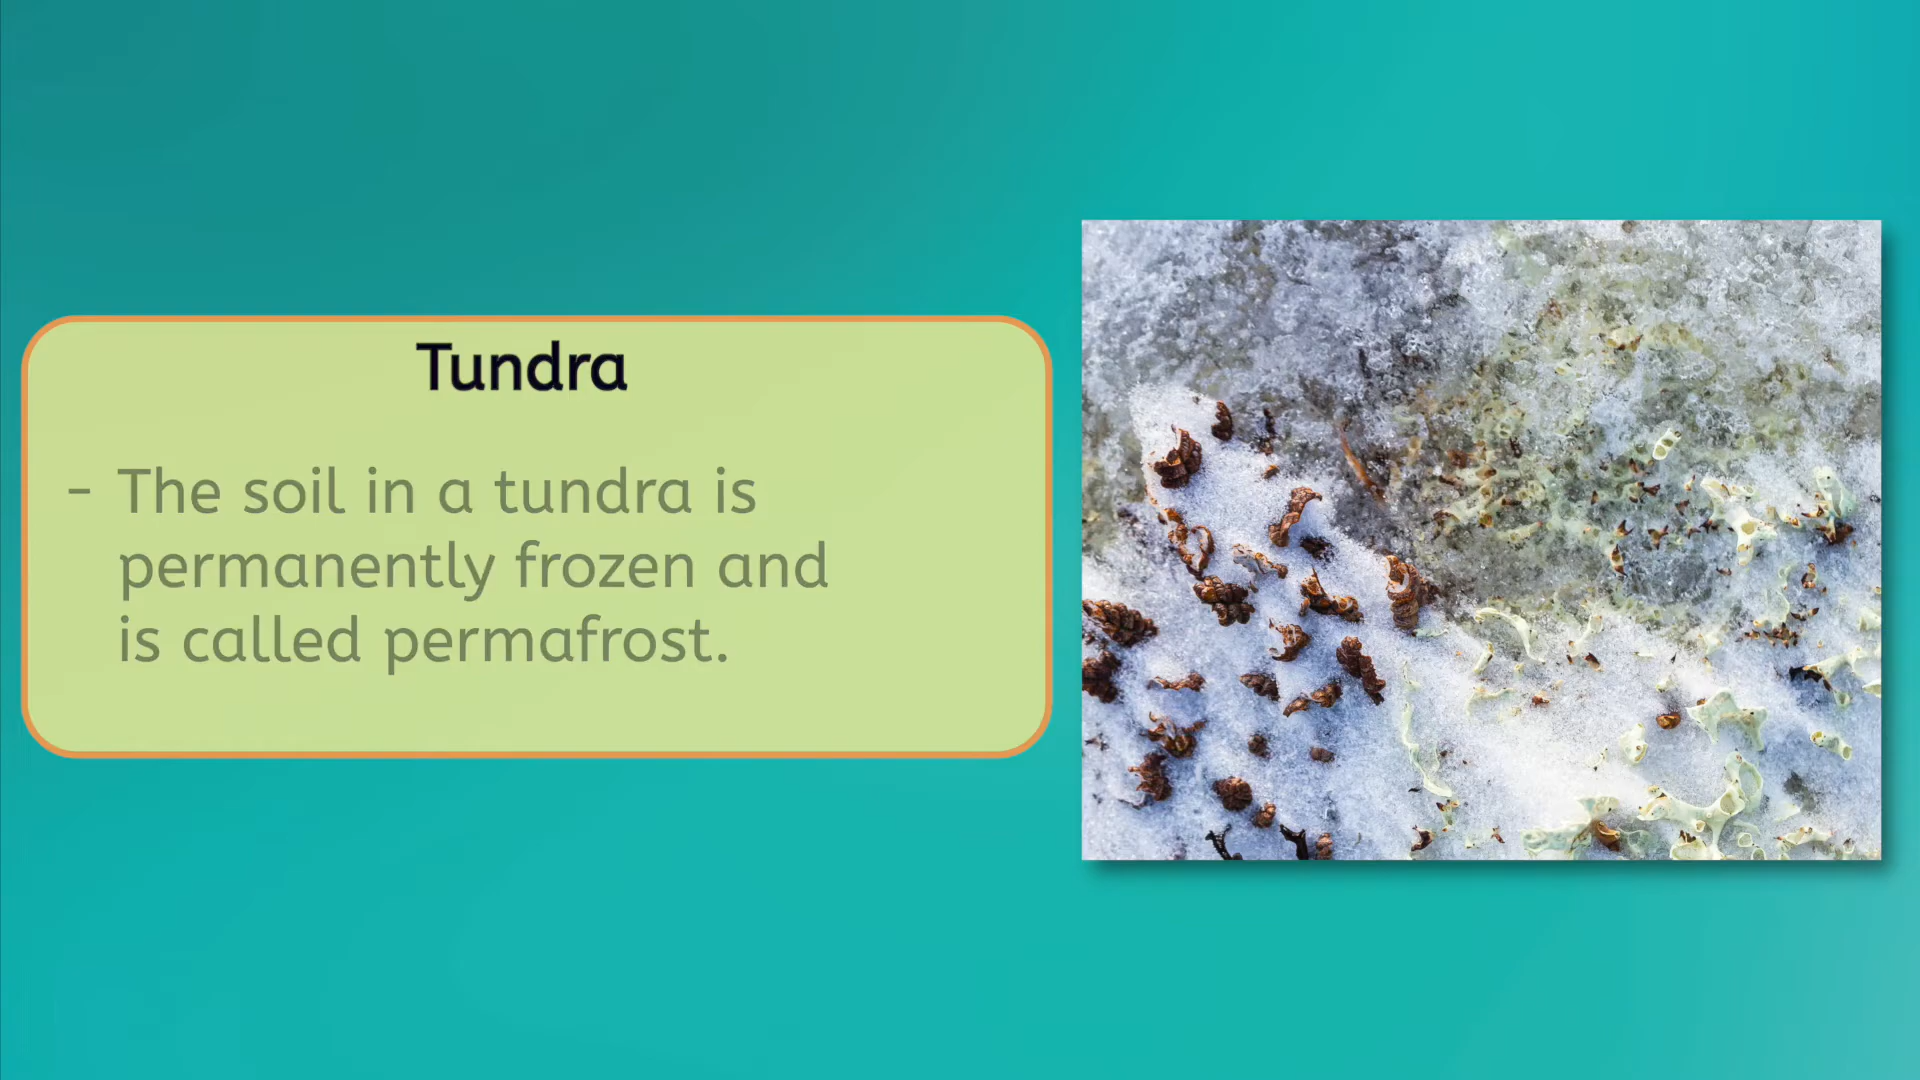 Tundra
- The soil in a tundra is
permanently frozen and
is called permafrost.